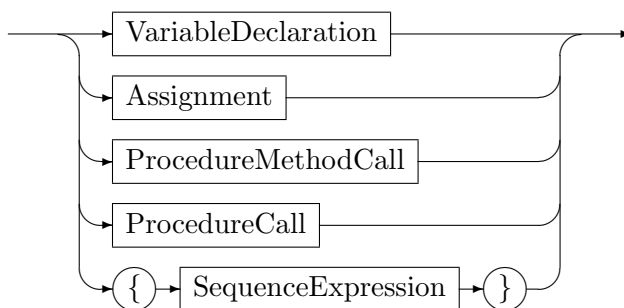 VariableDeclaration
Assignment
ProcedureMethodCall
ProcedureCall
{ SequenceExpression }